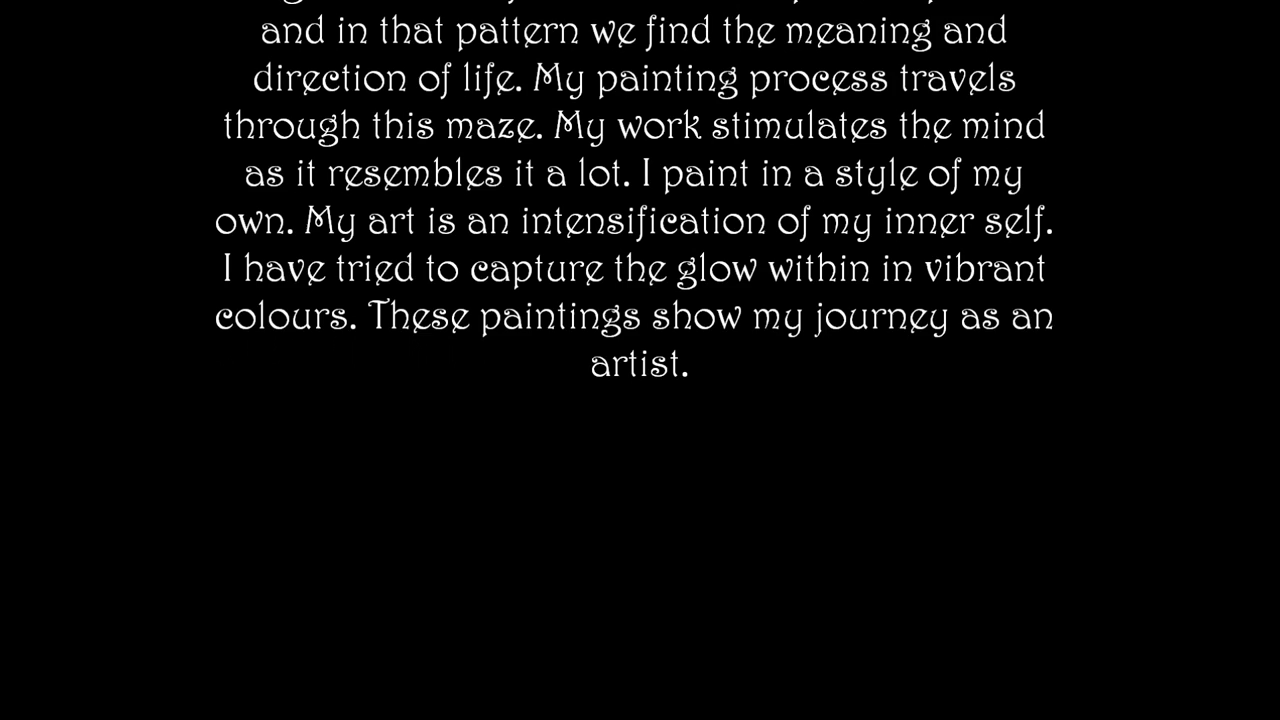 and in that pattern we find the meaning and
direction of life. My painting process travels
through this maze. My work stimulates the mind
as it resembles it a lot. I paint in a style of my
own. My art is an intensification of my inner self.
I have tried to capture the glow within in vibrant
colours. These paintings show my journey as an
artist.